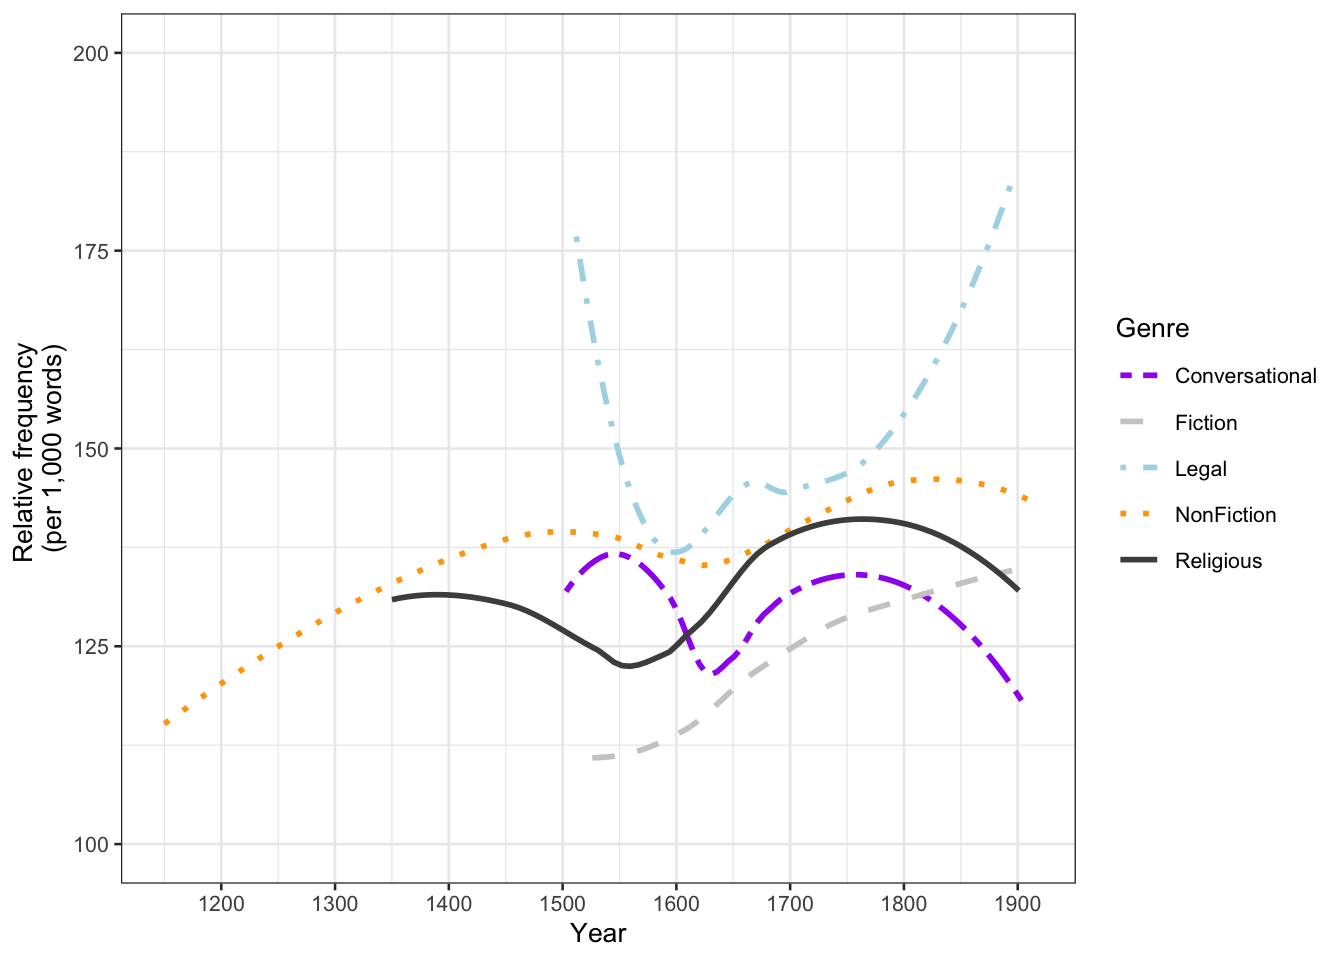 200
175
150
125
100
Relative frequency
(per 1,000 words)
1200 1300 1400 1500 1600 1700 1800 1900
Year
Genre
Conversational
Fiction
Legal
NonFiction
Religious